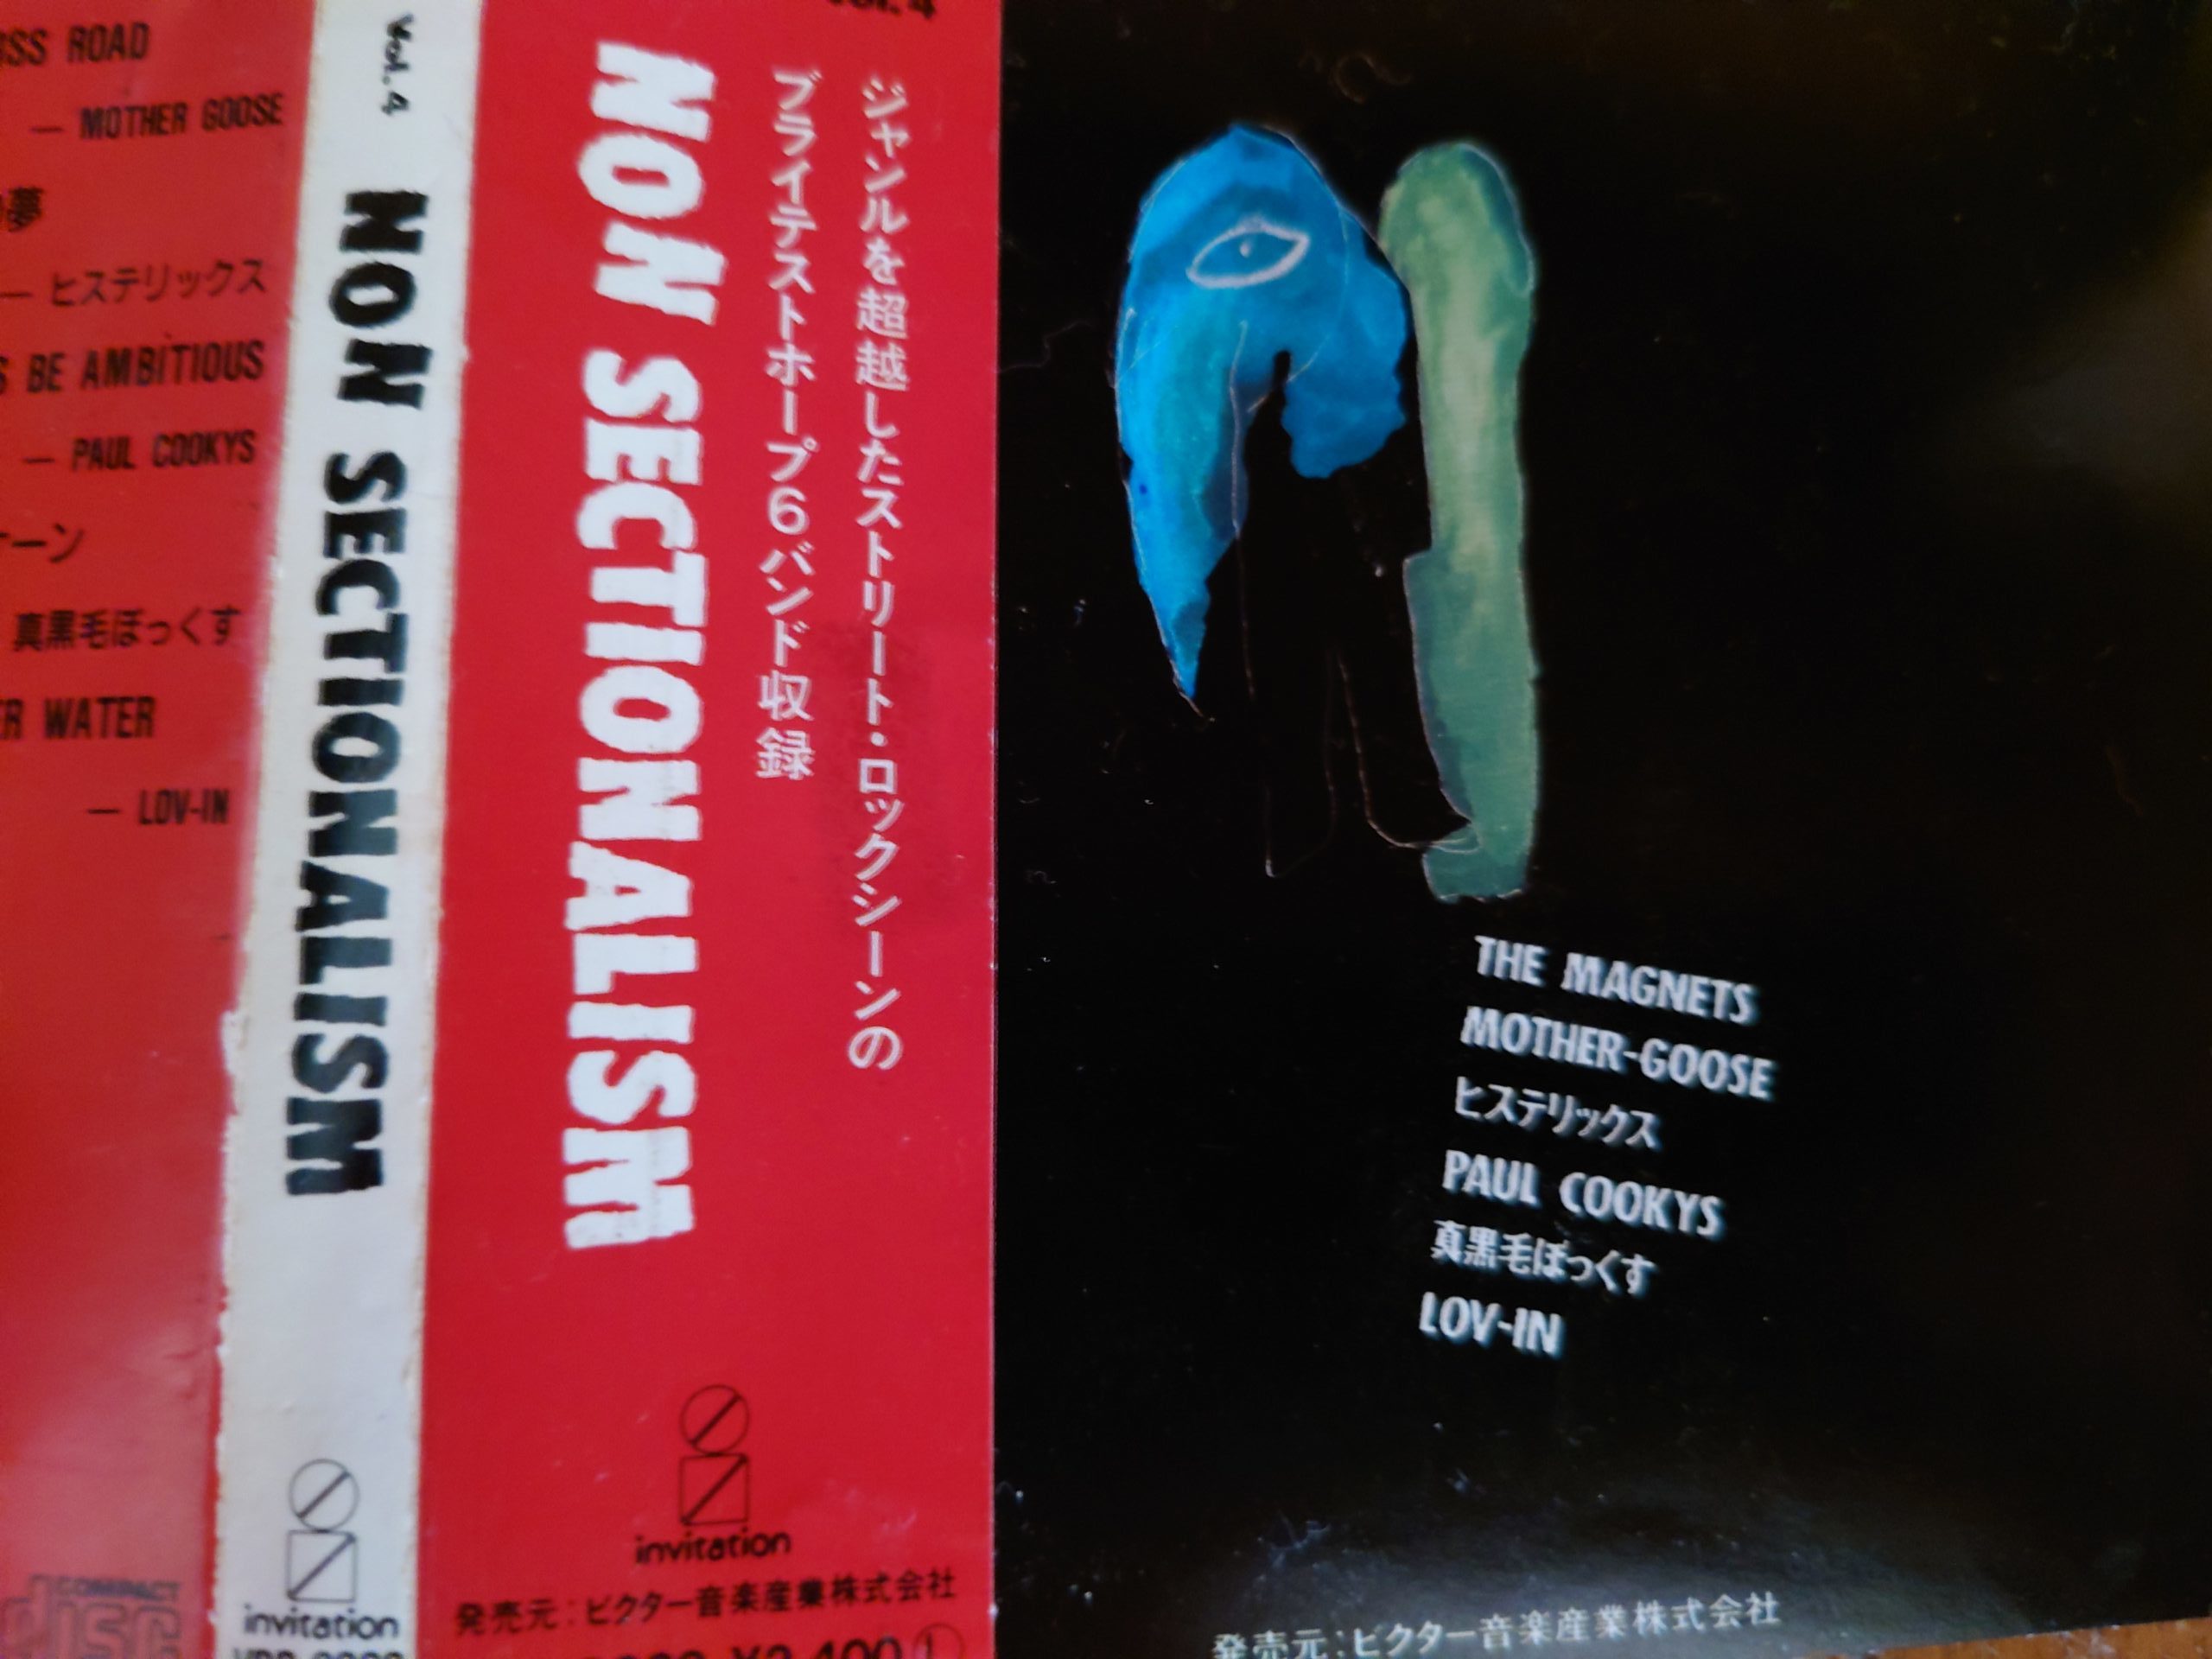 ROAD
— MOTHER GOOSE
夢
— ヒステリックス
BE AMBITIOUS
— PAUL COOKYS
真黒毛ぼっくす
WATER
— LOV-IN
COMPACT
disc
Vol.4 NON SECTIONALISM
invitation
Vol.4
ジャンルを超越したストリート・ロックシーンの
ブライテストホープ6バンド収録
NON SECTIONALISM
invitation
発売元:ビクター音楽産業株式会社
¥2,400
THE MAGNETS
MOTHER-GOOSE
ヒステリックス
PAUL COOKYS
真黒毛ぼっくす
LOV-IN
発売元:ビクター音楽産業株式会社